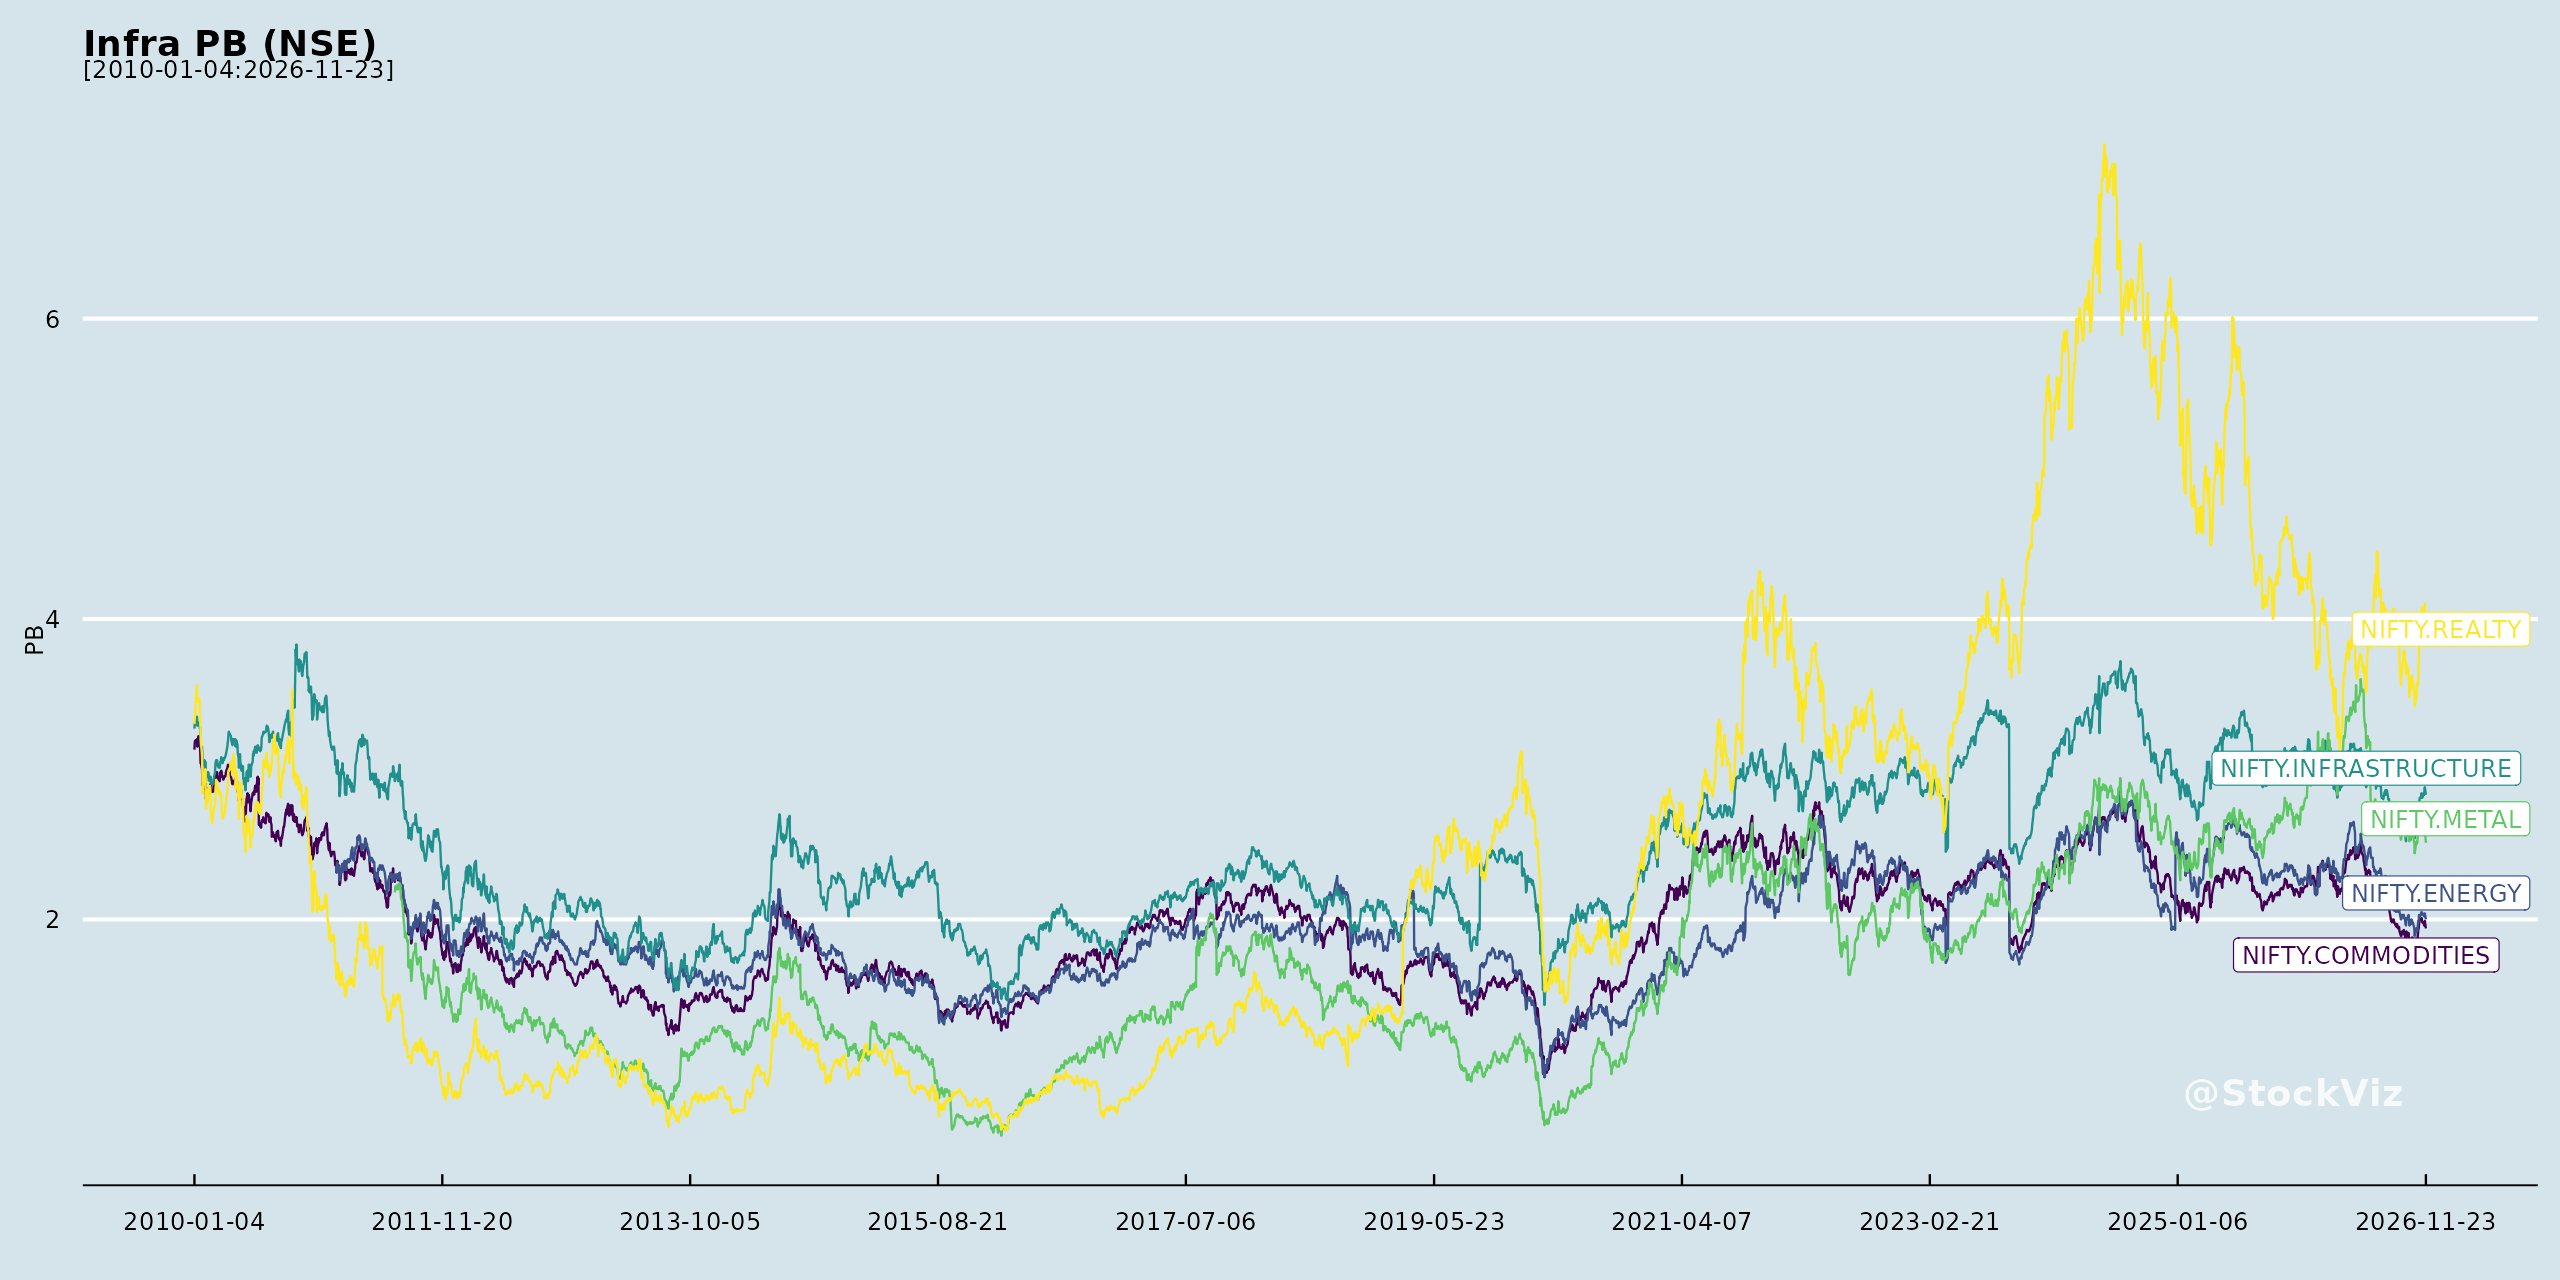 Infra PB (NSE)
[2010-01-04:2026-11-23]
6
4
2
PB
NIFTY.REALTY
NIFTY.INFRASTRUCTURE
NIFTY.METAL
NIFTY.ENERGY
NIFTY.COMMODITIES
@StockViz
2010-01-04 2011-11-20 2013-10-05 2015-08-21 2017-07-06 2019-05-23 2021-04-07 2023-02-21 2025-01-06 2026-11-23